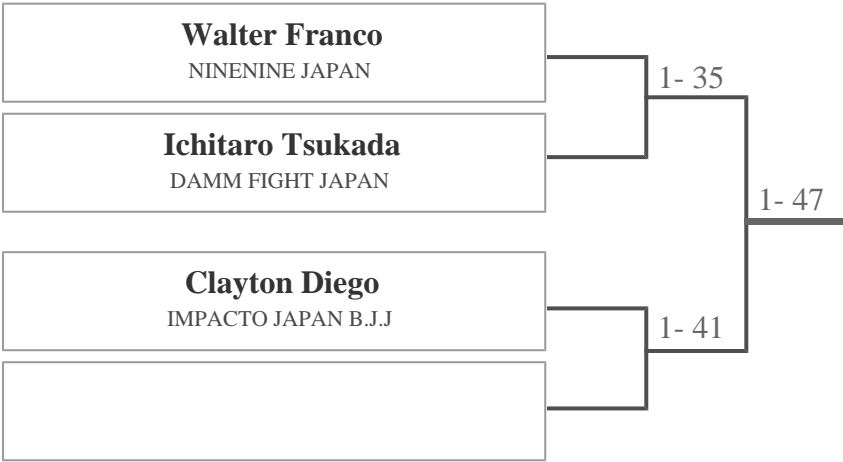 Walter Franco
NINENINE JAPAN
1- 35
Ichitaro Tsukada
DAMM FIGHT JAPAN
1- 47
Clayton Diego
IMPACTO JAPAN B.J.J
1- 41